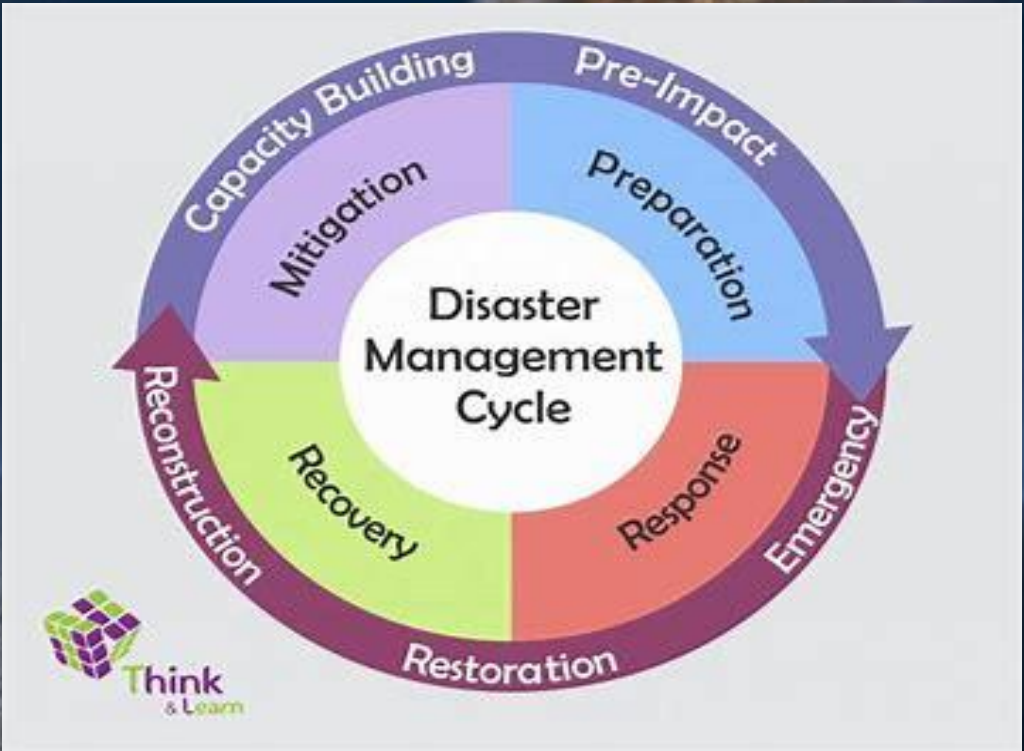 Capacity Building
Pre-Impact
Mitigation
Preparation
Disaster
Management
Cycle
Recovery
Response
Reconstruction
Emergency
Restoration
Think
& Learn